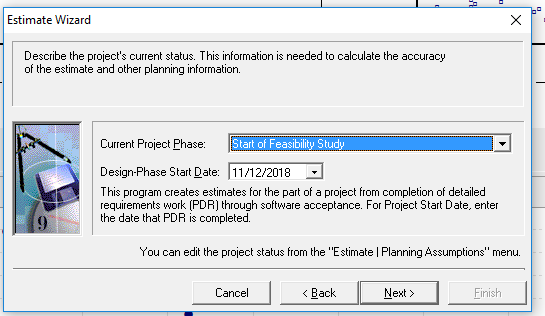 Estimate Wizard
Describe the project's current status. This information is needed to calculate the accuracy
of the estimate and other planning information.
Current Project Phase: Start of Feasibility Study
Design-Phase Start Date: 11/12/2018
This program creates estimates for the part of a project from completion of detailed
requirements work (PDR) through software acceptance. For Project Start Date, enter
the date that PDR is completed.
You can edit the project status from the "Estimate | Planning Assumptions" menu.
Cancel < Back Next > Finish